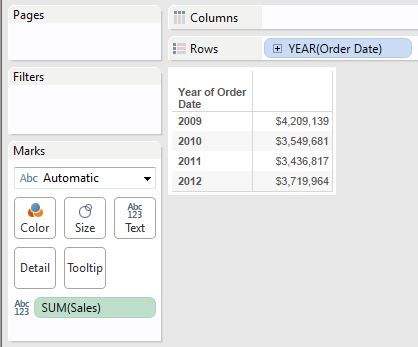 Pages
Columns
Rows
YEAR(Order Date)
Filters
Year of Order
Date
2009 $4,209,139
2010 $3,549,681
2011 $3,436,817
2012 $3,719,964
Marks
Abc Automatic
Color
Size
Abc
123
Text
Detail
Tooltip
Abc
123
SUM(Sales)